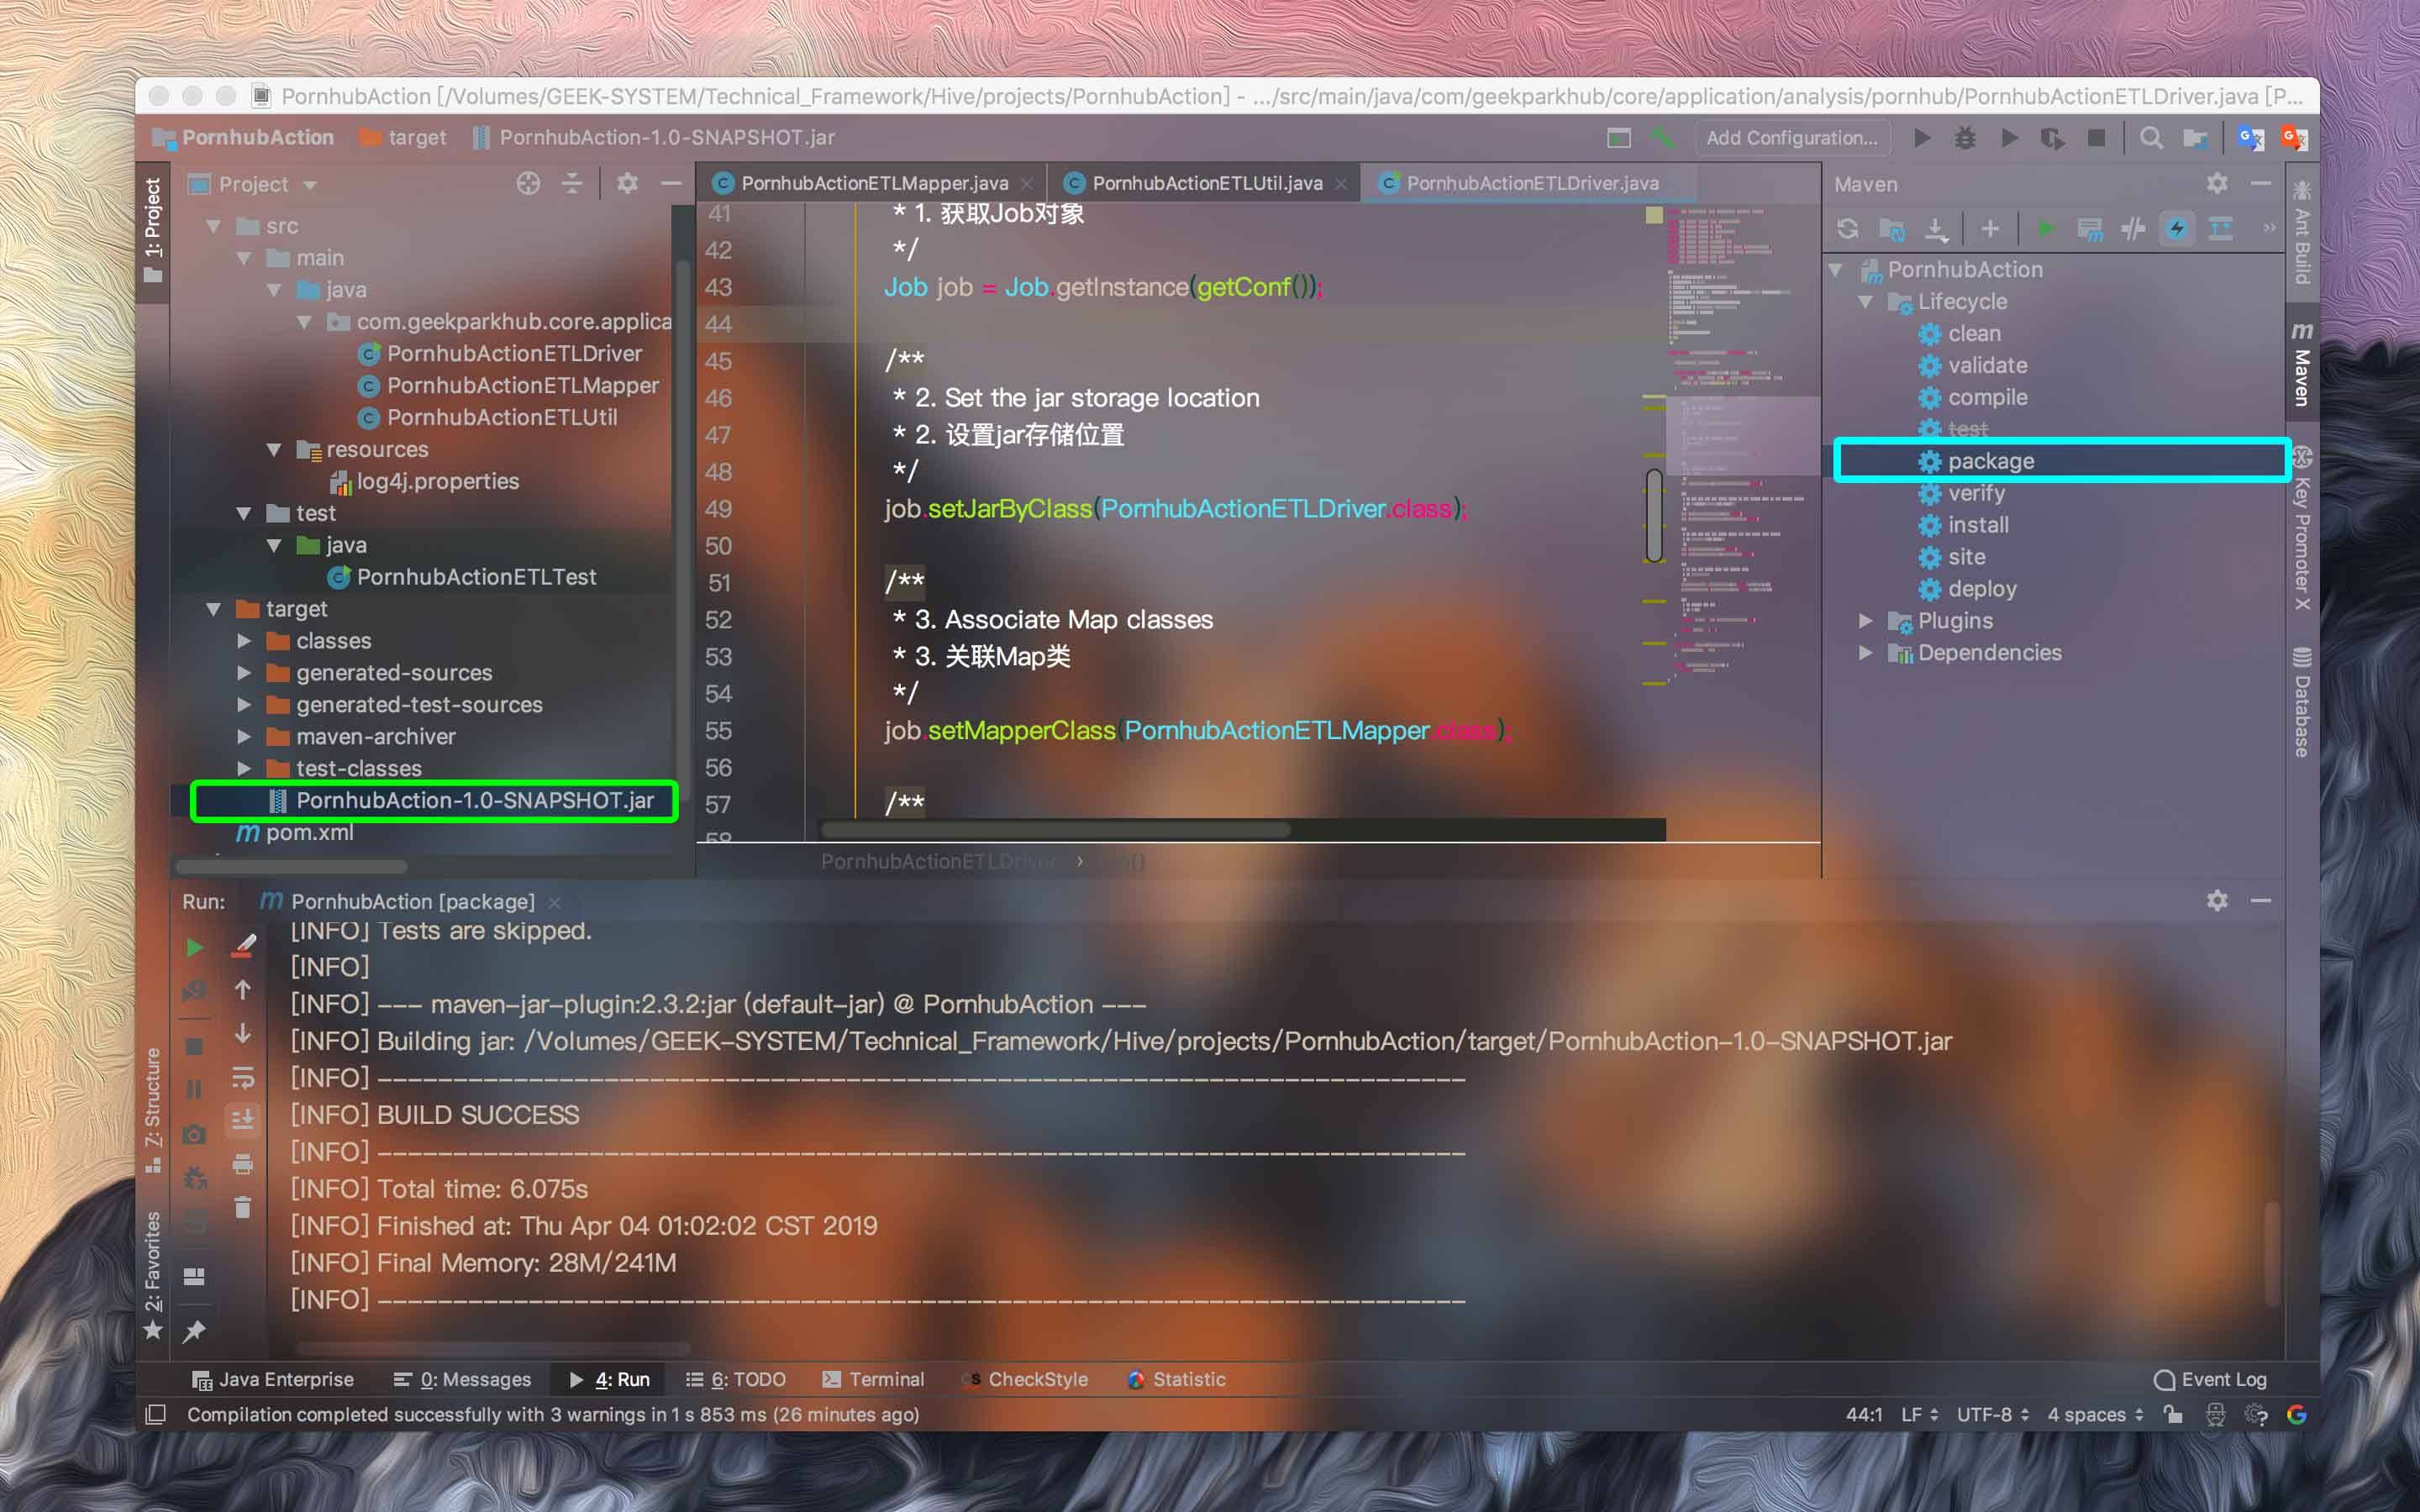 PornhubAction [/Volumes/GEEK-SYSTEM/Technical_Framework/Hive/projects/PornhubAction] - .../src/main/java/com/geekparkhub/core/application/analysis/pornhub/PornhubActionETLDriver.java [P...
PornhubAction target PornhubAction-1.0-SNAPSHOT.jar
Add Configuration...
1: Project
Project
src
main
java
com.geekparkhub.core.applica
PornhubActionETLDriver
PornhubActionETLMapper
PornhubActionETLUtil
resources
log4j.properties
test
java
PornhubActionETLTest
target
classes
generated-sources
generated-test-sources
maven-archiver
test-classes
PornhubAction-1.0-SNAPSHOT.jar
pom.xml
PornhubActionETLMapper.java
PornhubActionETLUtil.java
PornhubActionETLDriver.java
41 * 1. 获取Job对象
42 */
43 Job job = Job.getInstance(getConf());
44
45 /**
46 * 2. Set the jar storage location
47 * 2. 设置jar存储位置
48 */
49 job.setJarByClass(PornhubActionETLDriver.class);
50
51 /**
52 * 3. Associate Map classes
53 * 3. 关联Map类
54 */
55 job.setMapperClass(PornhubActionETLMapper.class);
56
57 /**
58
PornhubActionETLDriver ›
Maven
PornhubAction
Lifecycle
clean
validate
compile
test
package
verify
install
site
deploy
Plugins
Dependencies
Ant Build
Maven
Key Promoter X
Database
Run: PornhubAction [package]
[INFO] Tests are skipped.
[INFO]
[INFO] --- maven-jar-plugin:2.3.2:jar (default-jar) @ PornhubAction ---
[INFO] Building jar: /Volumes/GEEK-SYSTEM/Technical_Framework/Hive/projects/PornhubAction/target/PornhubAction-1.0-SNAPSHOT.jar
[INFO] ------------------------------------------------------------------------
[INFO] BUILD SUCCESS
[INFO] ------------------------------------------------------------------------
[INFO] Total time: 6.075s
[INFO] Finished at: Thu Apr 04 01:02:02 CST 2019
[INFO] Final Memory: 28M/241M
[INFO] ------------------------------------------------------------------------
Z: Structure
2: Favorites
Java Enterprise 0: Messages 4: Run 6: TODO Terminal CheckStyle Statistic Event Log
Compilation completed successfully with 3 warnings in 1 s 853 ms (26 minutes ago) 44:1 LF UTF-8 4 spaces